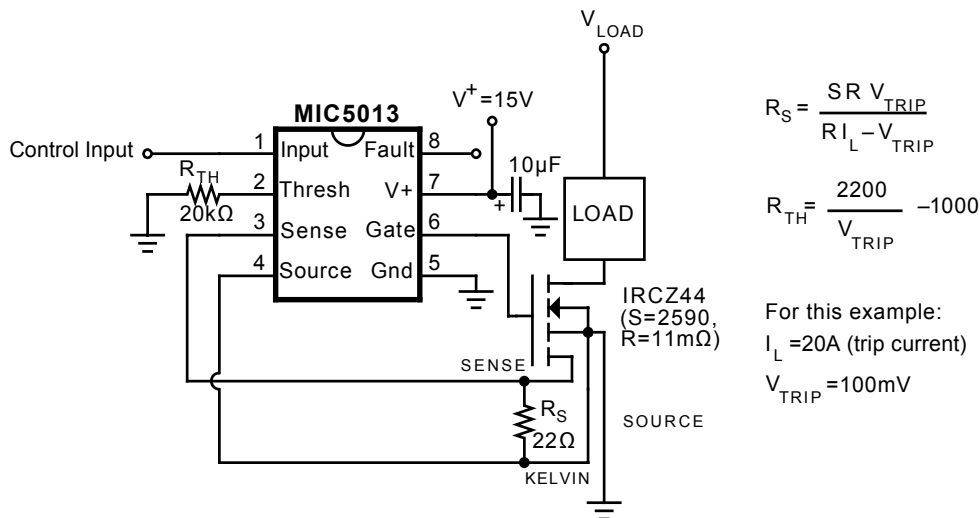 V LOAD
V+=15V
MIC5013
Control Input
1 Input Fault 8
RTH
20kΩ
2 Thresh V+ 7
10µF
+
3 Sense Gate 6
4 Source Gnd 5
LOAD
IRCZ44
(S=2590,
R=11mΩ)
SENSE
RS
22Ω
SOURCE
KELVIN
RS = SR VTRIP / R IL – VTRIP
RTH = 2200 / VTRIP –1000
For this example:
IL =20A (trip current)
VTRIP =100mV